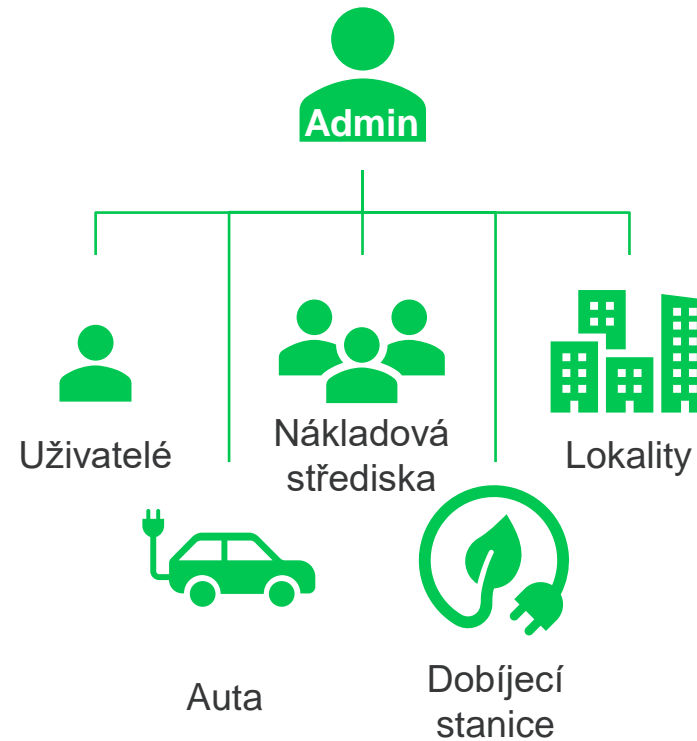 Admin
Uživatelé
Nákladová
střediska
Lokality
Auta
Dobíjecí
stanice